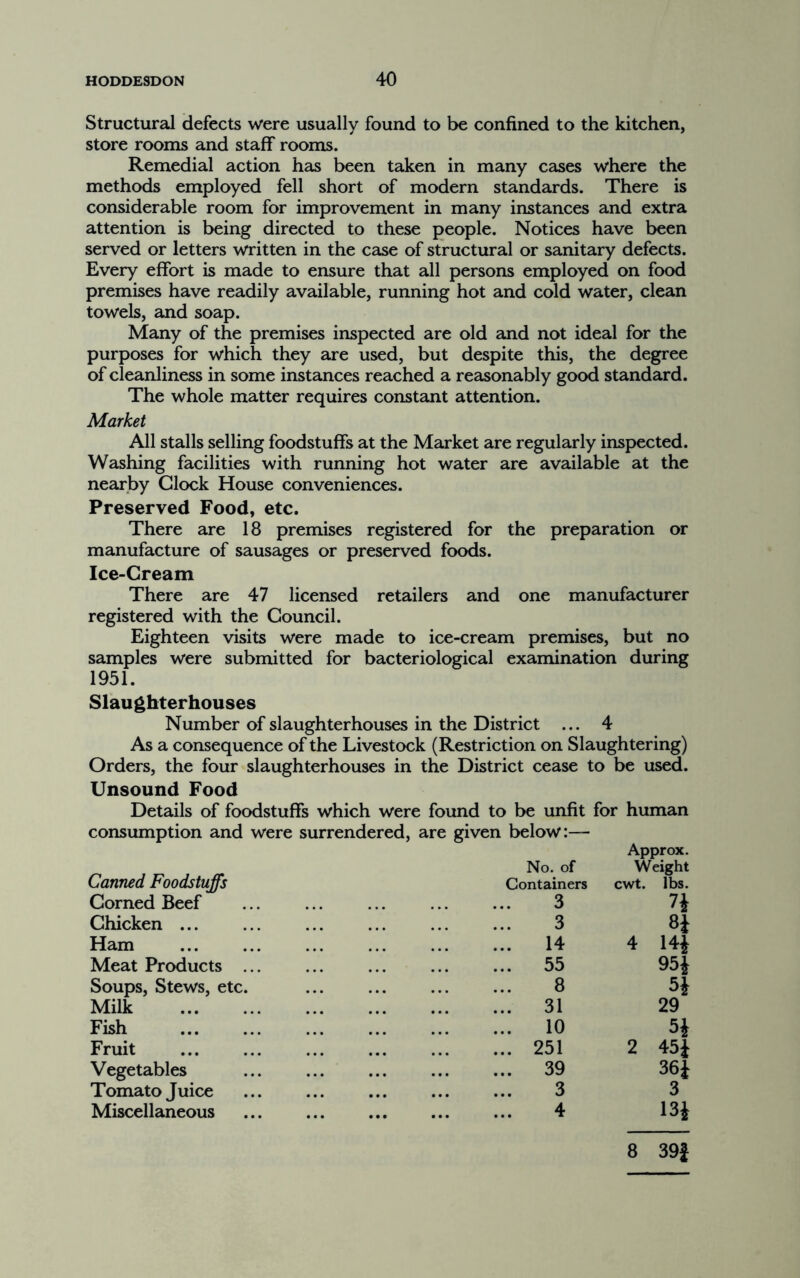 HODDESDON 40
Structural defects were usually found to be confined to the kitchen,
store rooms and staff rooms.
Remedial action has been taken in many cases where the
methods employed fell short of modern standards. There is
considerable room for improvement in many instances and extra
attention is being directed to these people. Notices have been
served or letters written in the case of structural or sanitary defects.
Every effort is made to ensure that all persons employed on food
premises have readily available, running hot and cold water, clean
towels, and soap.
Many of the premises inspected are old and not ideal for the
purposes for which they are used, but despite this, the degree
of cleanliness in some instances reached a reasonably good standard.
The whole matter requires constant attention.
Market
All stalls selling foodstuffs at the Market are regularly inspected.
Washing facilities with running hot water are available at the
nearby Clock House conveniences.
Preserved Food, etc.
There are 18 premises registered for the preparation or
manufacture of sausages or preserved foods.
Ice-Cream
There are 47 licensed retailers and one manufacturer
registered with the Council.
Eighteen visits were made to ice-cream premises, but no
samples were submitted for bacteriological examination during
1951.
Slaughterhouses
Number of slaughterhouses in the District ... 4
As a consequence of the Livestock (Restriction on Slaughtering)
Orders, the four slaughterhouses in the District cease to be used.
Unsound Food
Details of foodstuffs which were found to be unfit for human
consumption and were surrendered, are given below:—
Approx.
No. of Weight
Canned Foodstuffs Containers cwt. lbs.
Corned Beef ... ... ... ... ... 3 7½
Chicken ... ... ... ... ... ... 3 8¼
Ham ... ... ... ... ... ... 14 4 14½
Meat Products ... ... ... ... ... 55 95½
Soups, Stews, etc. ... ... ... ... 8 5½
Milk ... ... ... ... ... ... 31 29
Fish ... ... ... ... ... ... 10 5½
Fruit ... ... ... ... ... ... 251 2 45¼
Vegetables ... ... ... ... ... 39 36¼
Tomato Juice ... ... ... ... ... 3 3
Miscellaneous ... ... ... ... ... 4 13½
8 39¾